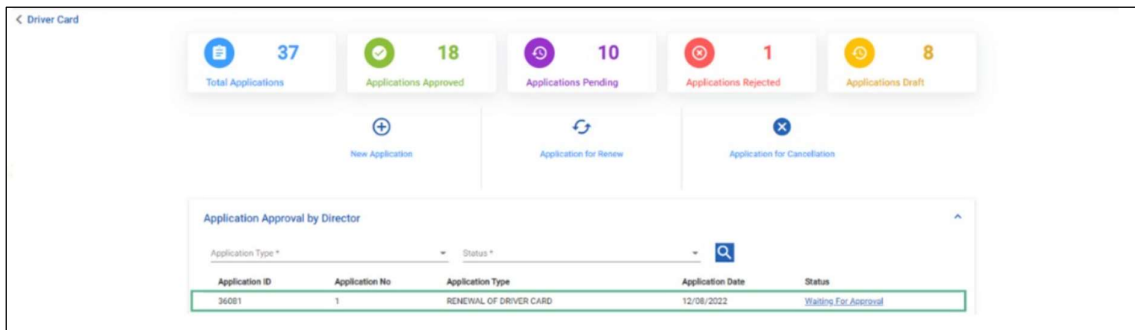 Driver Card
37 18 10 1 8
Total Applications Applications Approved Applications Pending Applications Rejected Applications Draft
New Application Application for Renew Application for Cancellation
Application Approval by Director
Application Type * Status *
Application ID Application No Application Type Application Date Status
36081 1 RENEWAL OF DRIVER CARD 12/08/2022 Waiting For Approval